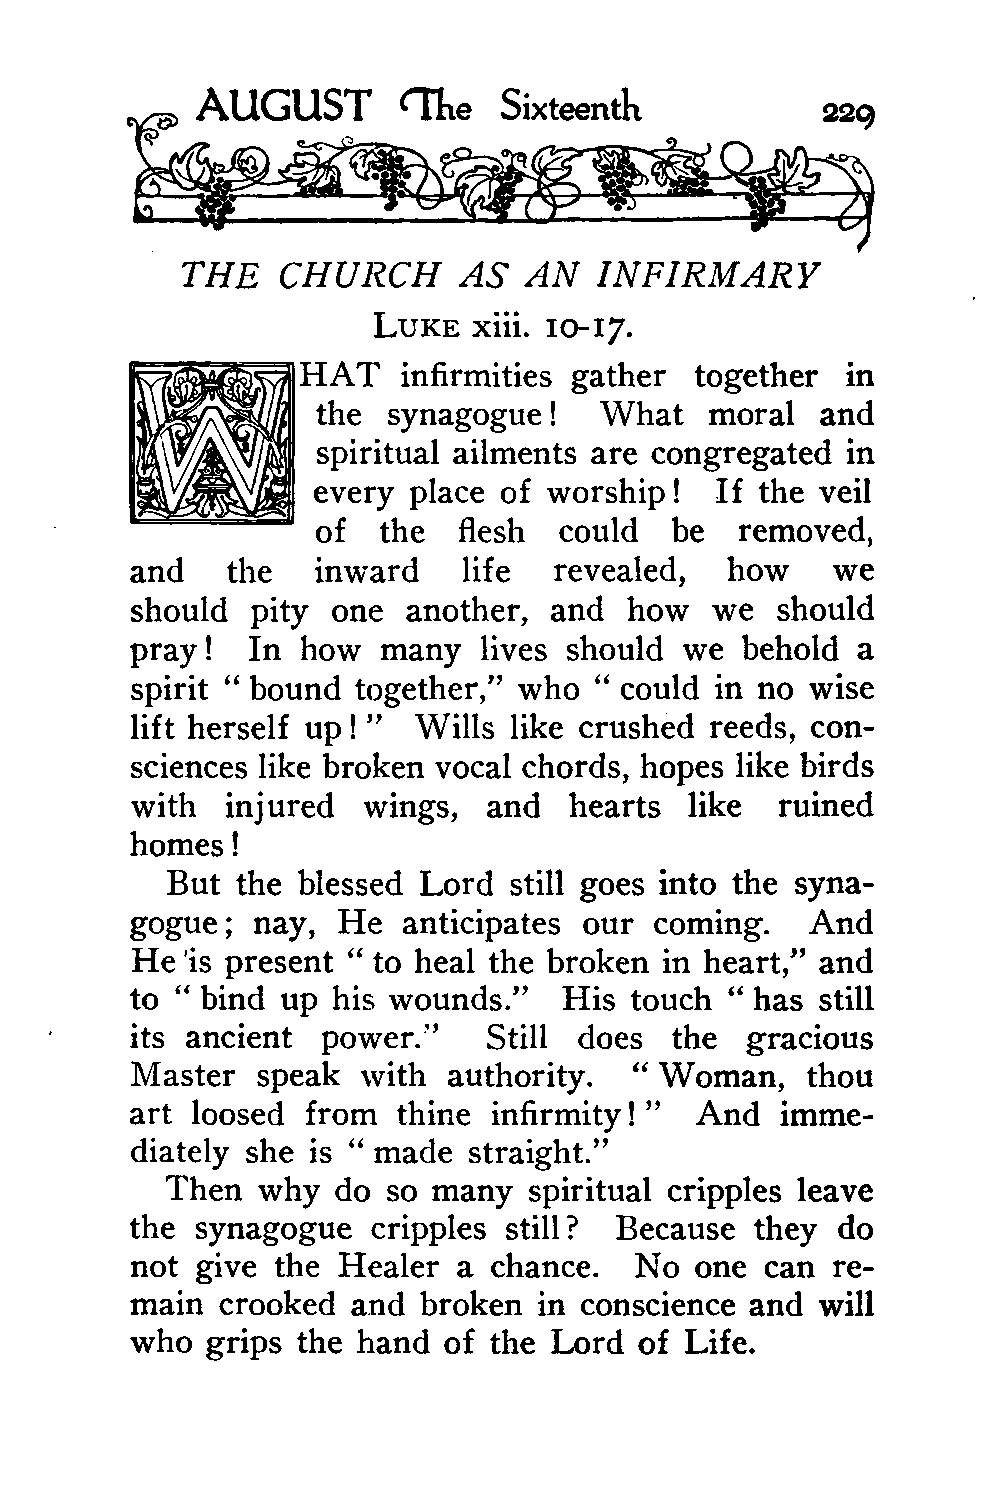 AUGUST The Sixteenth 229
THE CHURCH AS AN INFIRMARY
LUKE xiii. 10-17.
WHAT infirmities gather together in
the synagogue! What moral and
spiritual ailments are congregated in
every place of worship! If the veil
of the flesh could be removed,
and the inward life revealed, how we
should pity one another, and how we should
pray! In how many lives should we behold a
spirit “ bound together,” who “ could in no wise
lift herself up! ” Wills like crushed reeds, con-
sciences like broken vocal chords, hopes like birds
with injured wings, and hearts like ruined
homes!
But the blessed Lord still goes into the syna-
gogue; nay, He anticipates our coming. And
He is present “ to heal the broken in heart,” and
to “ bind up his wounds.” His touch “ has still
its ancient power.” Still does the gracious
Master speak with authority. “ Woman, thou
art loosed from thine infirmity! ” And imme-
diately she is “ made straight.”
Then why do so many spiritual cripples leave
the synagogue cripples still? Because they do
not give the Healer a chance. No one can re-
main crooked and broken in conscience and will
who grips the hand of the Lord of Life.